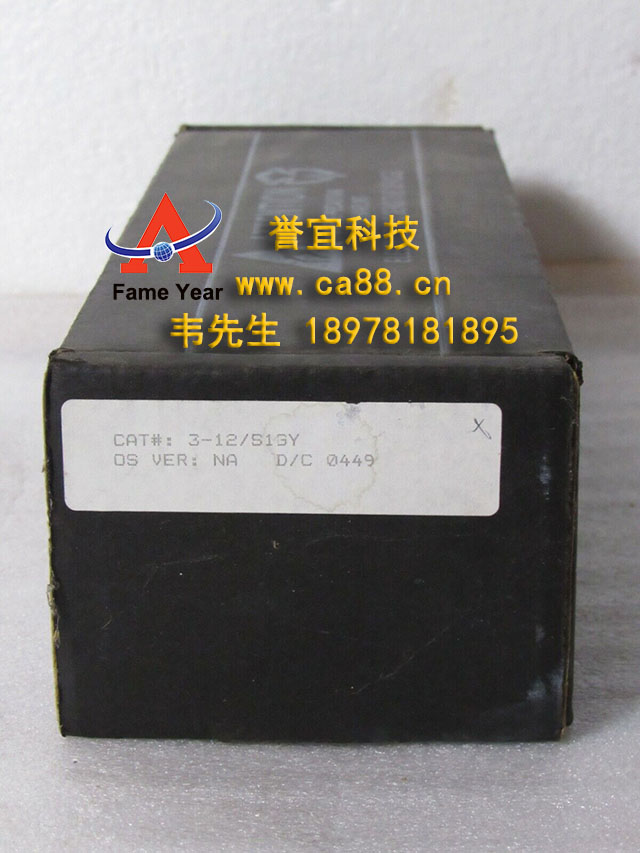 誉宜科技
Fame Year
www.ca88.cn
韦先生 18978181895
CAT#: 3-12/S1GY
OS VER: NA D/C 0449
X